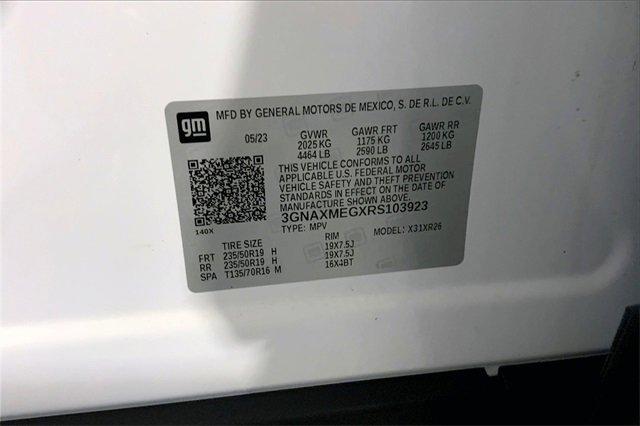 MFD BY GENERAL MOTORS DE MEXICO, S. DE R.L. DE C.V.
gm
05/23 GVWR GAWR FRT GAWR RR
2025 KG 1175 KG 1200 KG
4464 LB 2590 LB 2645 LB
THIS VEHICLE CONFORMS TO ALL
APPLICABLE U.S. FEDERAL MOTOR
VEHICLE SAFETY AND THEFT
PREVENTION STANDARDS
IN EFFECT ON THE DATE OF
MANUFACTURE SHOWN ABOVE.
3GNAXMEGXRS103923
140X
TYPE: MPV MODEL: X31XR26
TIRE SIZE RIM
FRT 235/50R19 H 19X7.5J
RR 235/50R19 H 19X7.5J
SPA T135/70R16 M 16X4BT